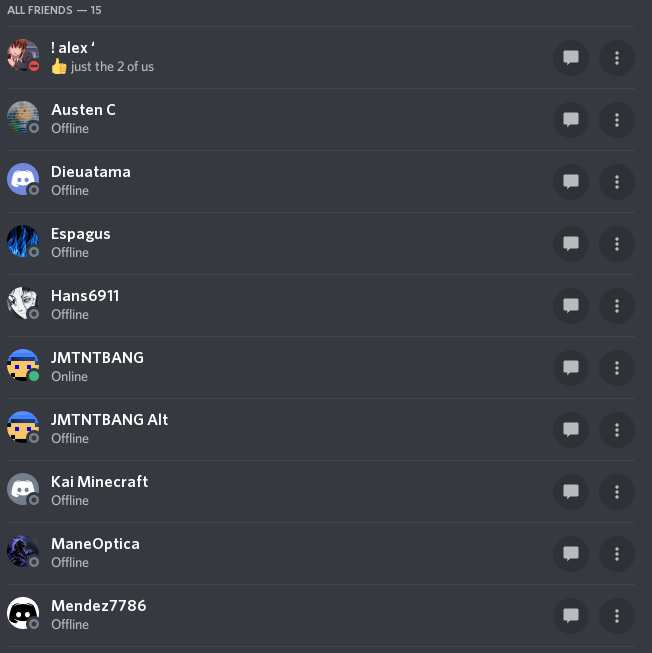 ALL FRIENDS — 15
! alex ‘
👍 just the 2 of us
Austen C
Offline
Dieuatama
Offline
Espagus
Offline
Hans6911
Offline
JMTNTBANG
Online
JMTNTBANG Alt
Offline
Kai Minecraft
Offline
ManeOptica
Offline
Mendez7786
Offline